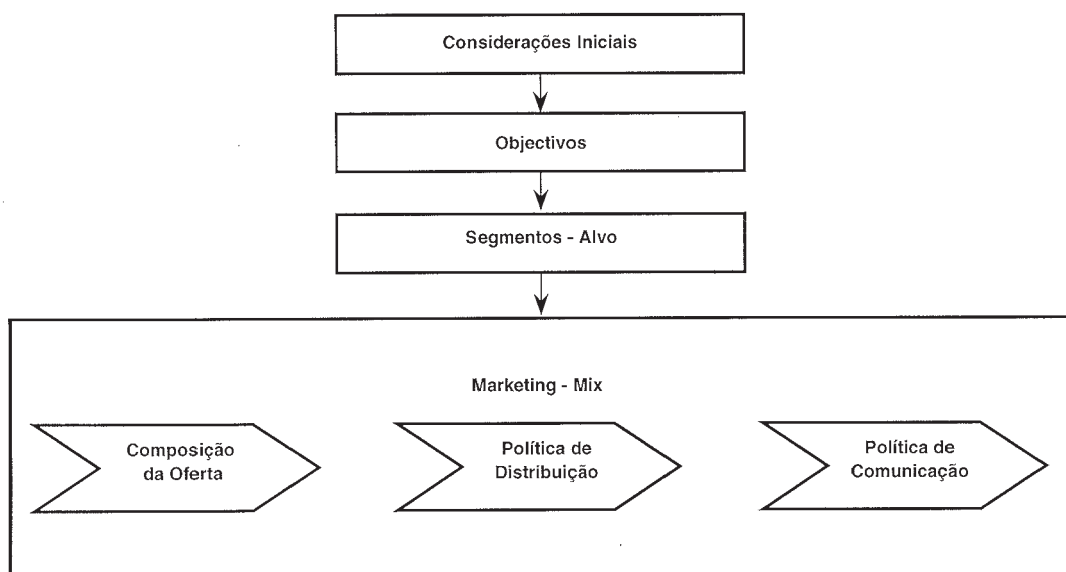 Considerações Iniciais
Objectivos
Segmentos - Alvo
Marketing - Mix
Composição
da Oferta
Política de
Distribuição
Política de
Comunicação